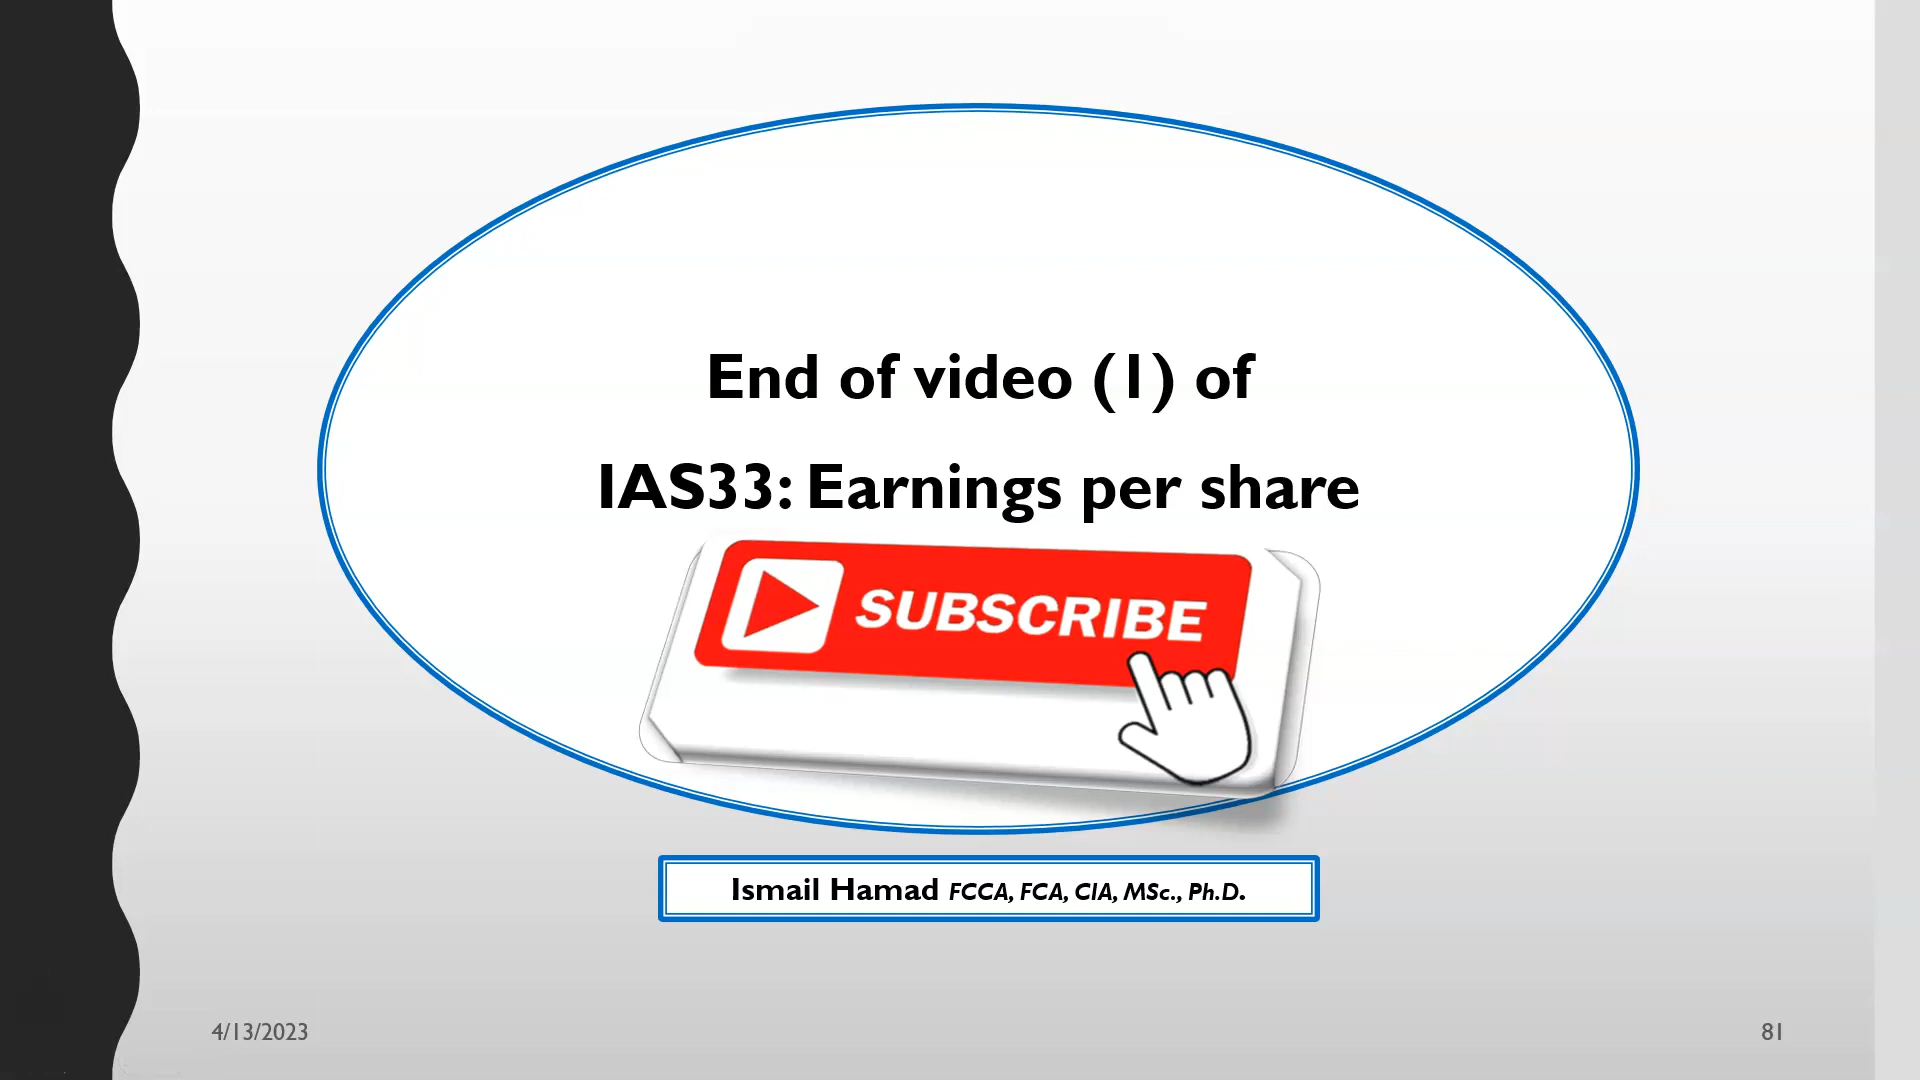 End of video (1) of
IAS33: Earnings per share
SUBSCRIBE
Ismail Hamad FCCA, FCA, CIA, MSc., Ph.D.
4/13/2023
81